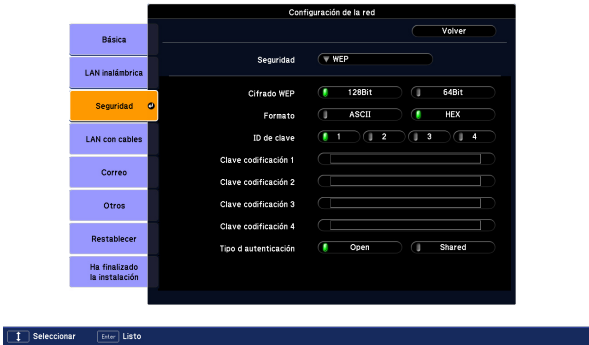 Configuración de la red
Volver
Básica
LAN inalámbrica
Seguridad
LAN con cables
Correo
Otros
Restablecer
Ha finalizado
la instalación
Seguridad WEP
Cifrado WEP 128Bit 64Bit
Formato ASCII HEX
ID de clave 1 2 3 4
Clave codificación 1
Clave codificación 2
Clave codificación 3
Clave codificación 4
Tipo d autenticación Open Shared
Seleccionar Enter Listo